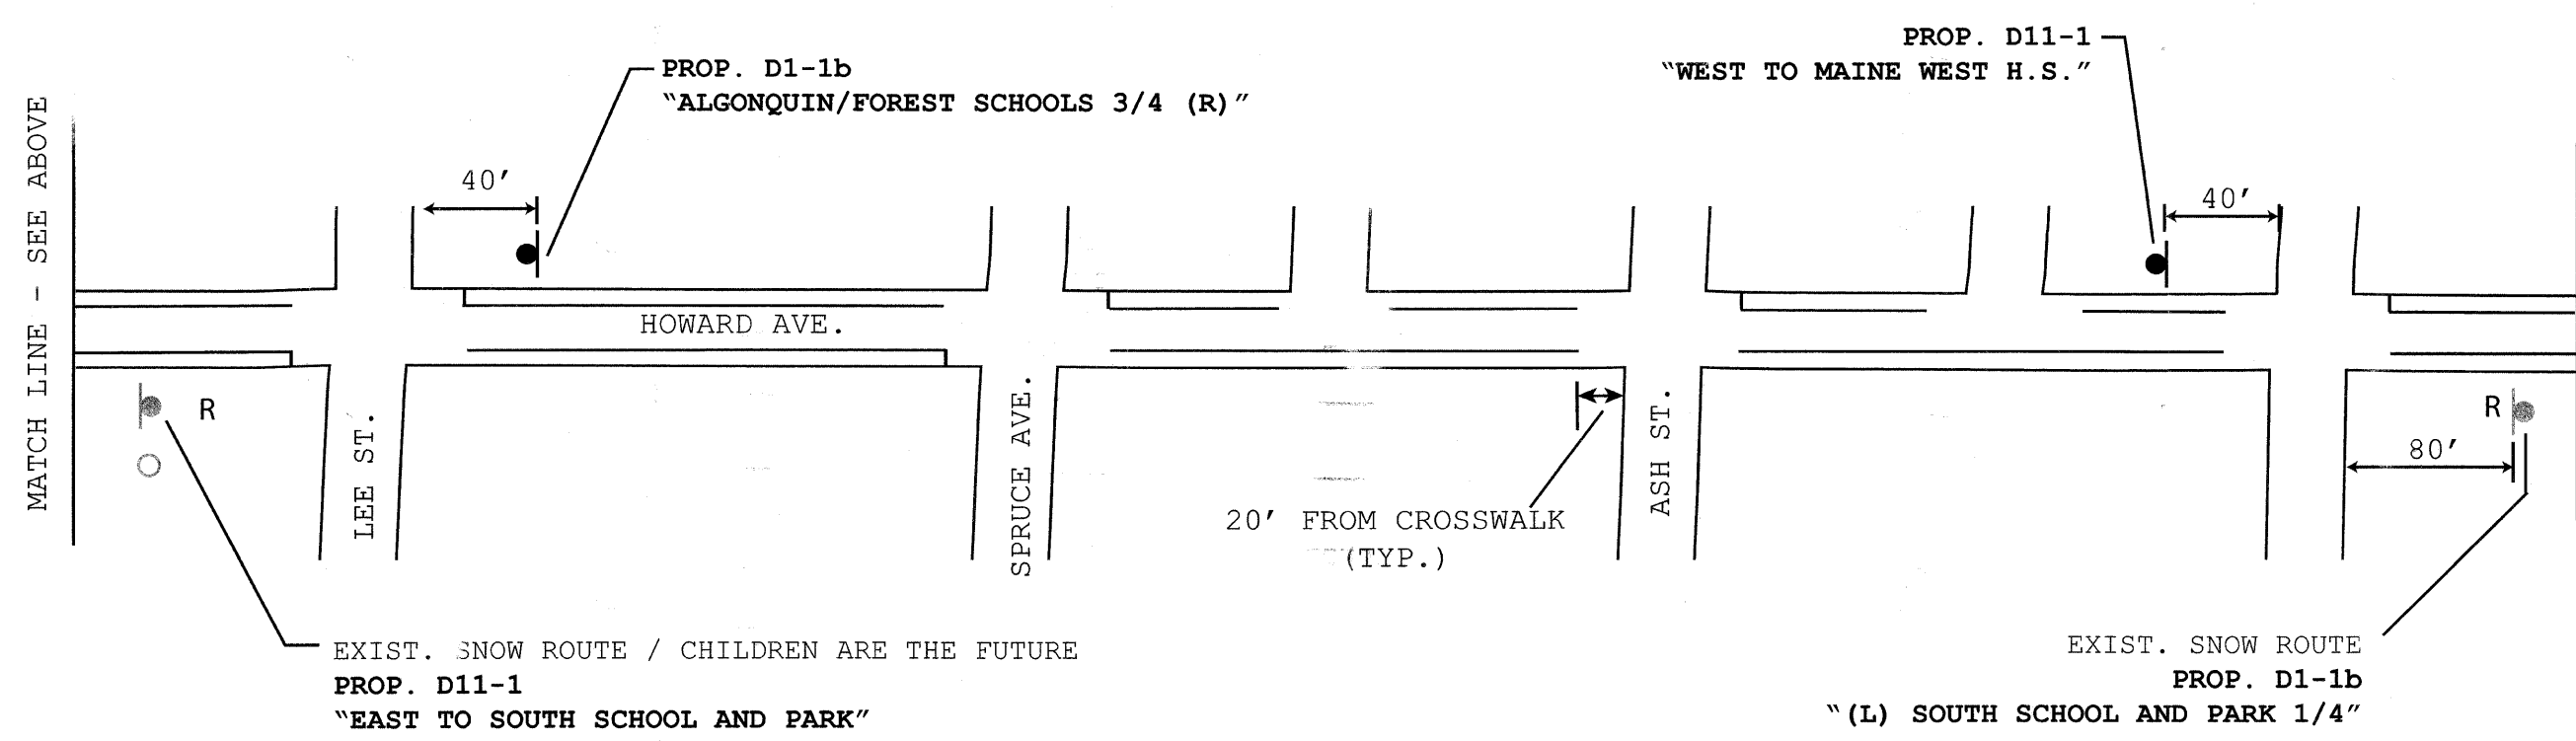 PROP. D11-1
"WEST TO MAINE WEST H.S."
PROP. D1-1b
"ALGONQUIN/FOREST SCHOOLS 3/4 (R)"
MATCH LINE - SEE ABOVE
40'
40'
HOWARD AVE.
R
R
LEE ST.
SPRUCE AVE.
ASH ST.
80'
20' FROM CROSSWALK
(TYP.)
EXIST. SNOW ROUTE / CHILDREN ARE THE FUTURE
PROP. D11-1
"EAST TO SOUTH SCHOOL AND PARK"
EXIST. SNOW ROUTE
PROP. D1-1b
"(L) SOUTH SCHOOL AND PARK 1/4"